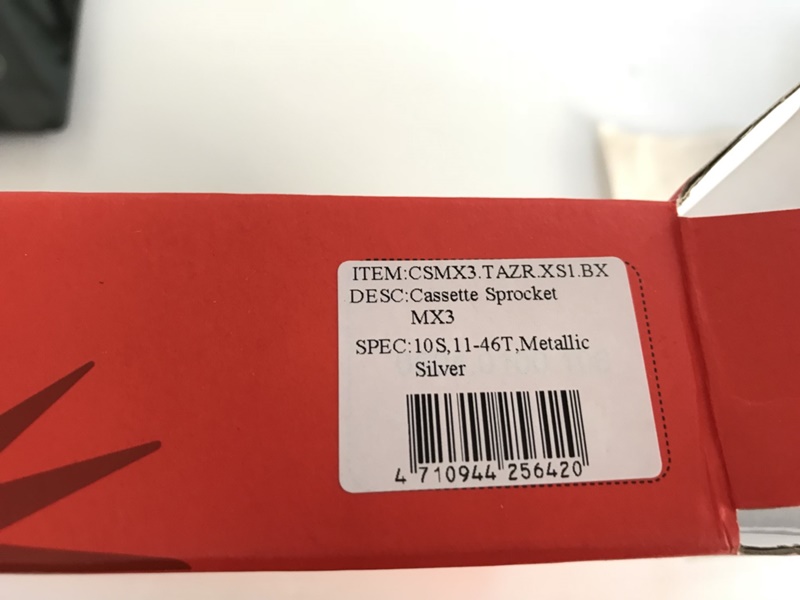 ITEM:CSMX3.TAZR.XS1.BX
DESC:Cassette Sprocket
MX3
SPEC:10S,11-46T,Metallic
Silver
4 710944 256420